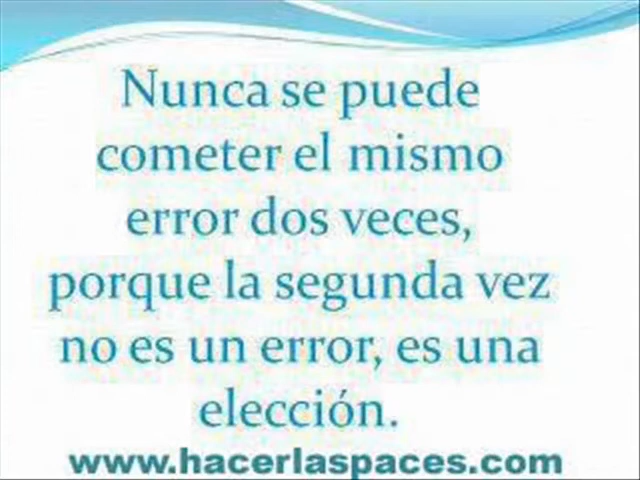 Nunca se puede
cometer el mismo
error dos veces,
porque la segunda vez
no es un error, es una
elección.
www.hacerlaspaces.com